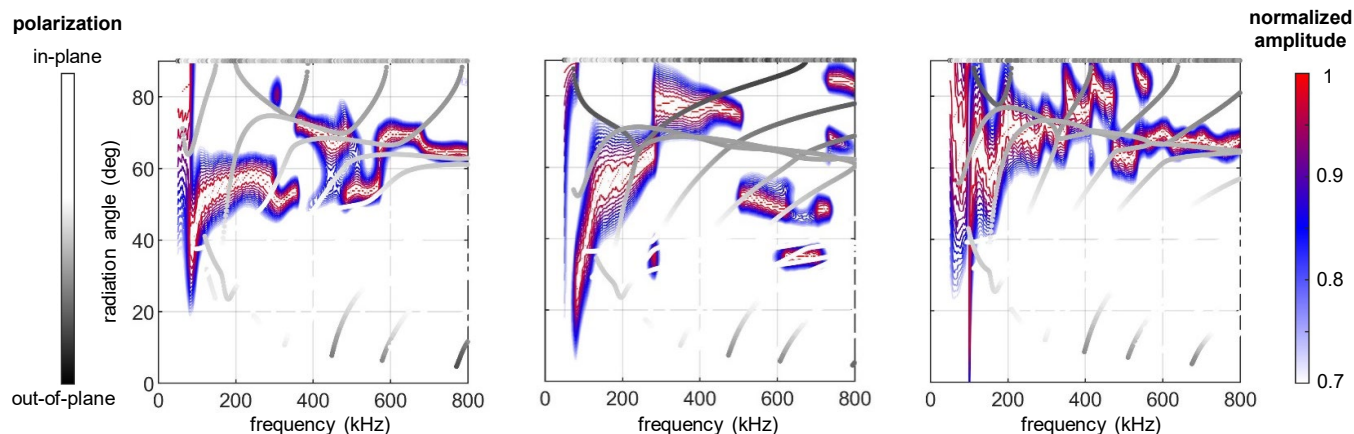 polarization
in-plane
out-of-plane
radiation angle (deg)
80
60
40
20
0
0 200 400 600 800
frequency (kHz)
0 200 400 600 800
frequency (kHz)
0 200 400 600 800
frequency (kHz)
normalized
amplitude
1
0.9
0.8
0.7